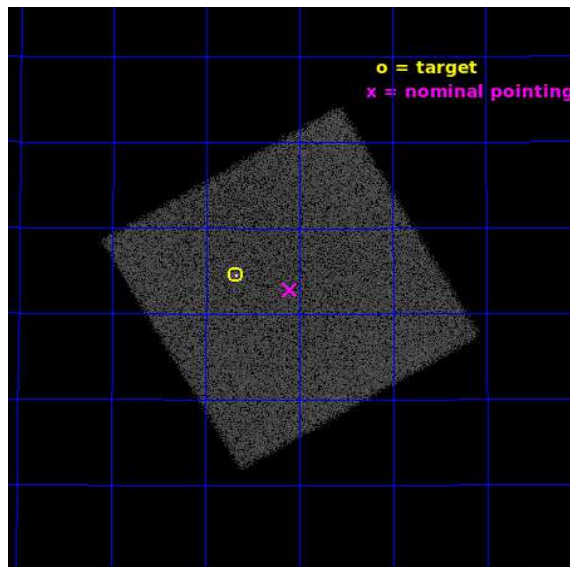 o = target
x = nominal pointing